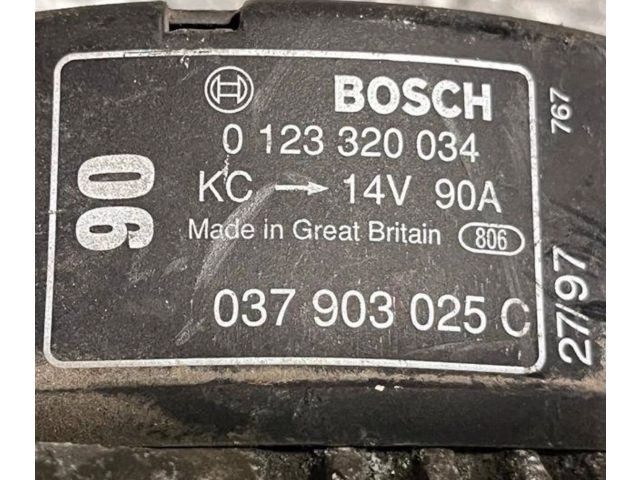 BOSCH
0 123 320 034
KC → 14V 90A
Made in Great Britain 806
037 903 025 C
90
767
27/97